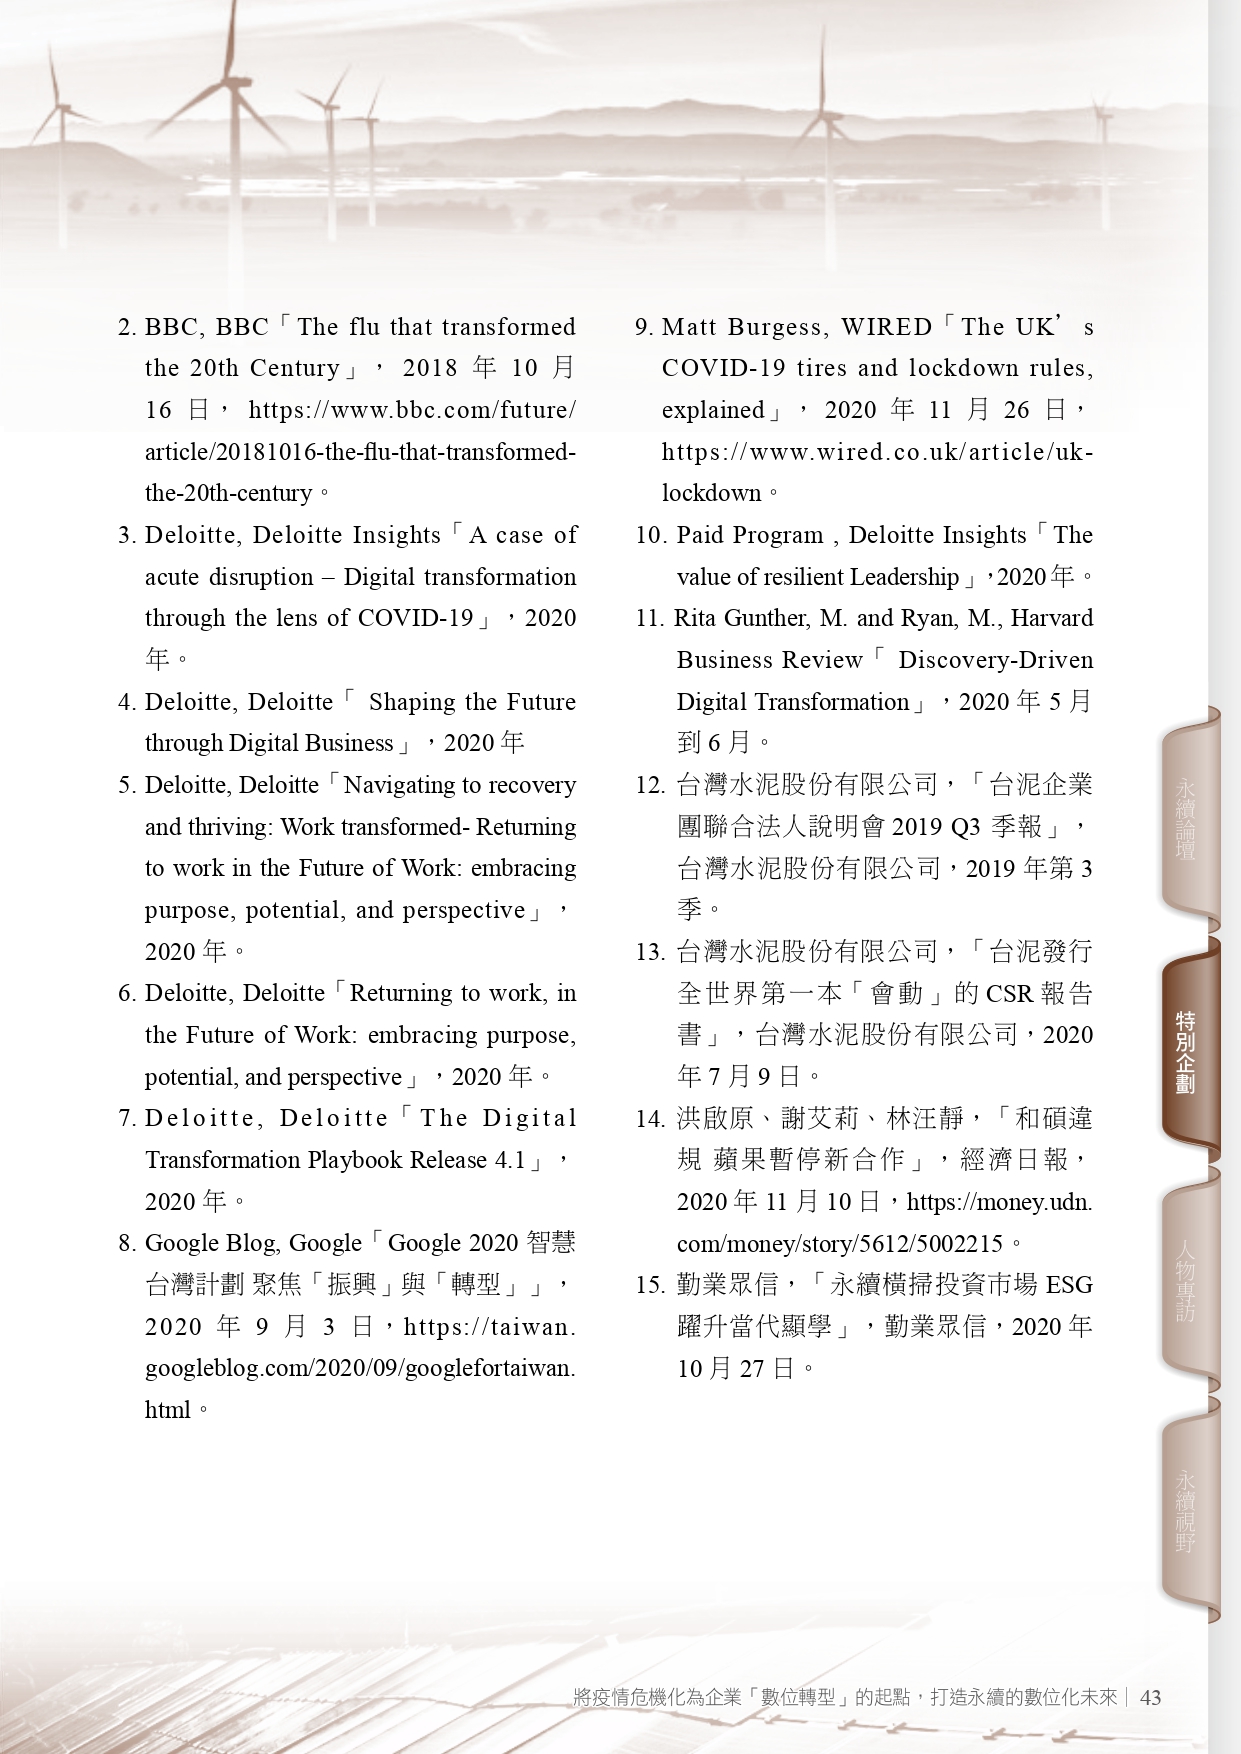 2. BBC, BBC「The flu that transformed
the 20th Century」， 2018 年 10 月
16 日， https://www.bbc.com/future/
article/20181016-the-flu-that-transformed-
the-20th-century。
3. Deloitte, Deloitte Insights「A case of
acute disruption – Digital transformation
through the lens of COVID-19」，2020
年。
4. Deloitte, Deloitte「 Shaping the Future
through Digital Business」，2020 年
5. Deloitte, Deloitte「Navigating to recovery
and thriving: Work transformed- Returning
to work in the Future of Work: embracing
purpose, potential, and perspective」，
2020 年。
6. Deloitte, Deloitte「Returning to work, in
the Future of Work: embracing purpose,
potential, and perspective」，2020 年。
7. Deloitte, Deloitte「The Digital
Transformation Playbook Release 4.1」，
2020 年。
8. Google Blog, Google「Google 2020 智慧
台灣計劃 聚焦「振興」與「轉型」」，
2020 年 9 月 3 日，https://taiwan.
googleblog.com/2020/09/googlefortaiwan.
html。
9. Matt Burgess, WIRED「The UK’s
COVID-19 tires and lockdown rules,
explained」， 2020 年 11 月 26 日，
https://www.wired.co.uk/article/uk-
lockdown。
10. Paid Program , Deloitte Insights「The
value of resilient Leadership」，2020 年。
11. Rita Gunther, M. and Ryan, M., Harvard
Business Review「 Discovery-Driven
Digital Transformation」，2020 年 5 月
到 6 月。
12. 台灣水泥股份有限公司，「台泥企業
團聯合法人說明會 2019 Q3 季報」，
台灣水泥股份有限公司，2019 年第 3
季。
13. 台灣水泥股份有限公司，「台泥發行
全世界第一本「會動」的 CSR 報告
書」，台灣水泥股份有限公司，2020
年 7 月 9 日。
14. 洪啟原、謝艾莉、林汪靜，「和碩違
規 蘋果暫停新合作」，經濟日報，
2020 年 11 月 10 日，https://money.udn.
com/money/story/5612/5002215。
15. 勤業眾信，「永續橫掃投資市場 ESG
躍升當代顯學」，勤業眾信，2020 年
10 月 27 日。
永續論壇
特別企劃
人物專訪
永續視野
將疫情危機化為企業「數位轉型」的起點，打造永續的數位化未來｜ 43